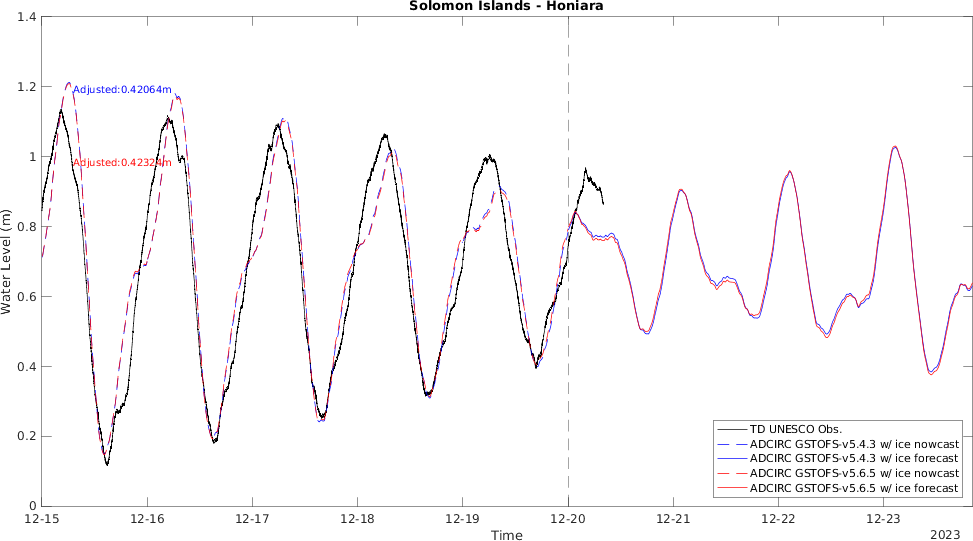 Solomon Islands - Honiara
1.4
1.2
1
0.8
0.6
0.4
0.2
0
Water Level (m)
Adjusted:0.42064m
Adjusted:0.42324m
TD UNESCO Obs.
ADCIRC GSTOFS-v5.4.3 w/ ice nowcast
ADCIRC GSTOFS-v5.4.3 w/ ice forecast
ADCIRC GSTOFS-v5.6.5 w/ ice nowcast
ADCIRC GSTOFS-v5.6.5 w/ ice forecast
12-15 12-16 12-17 12-18 12-19 12-20 12-21 12-22 12-23
Time
2023